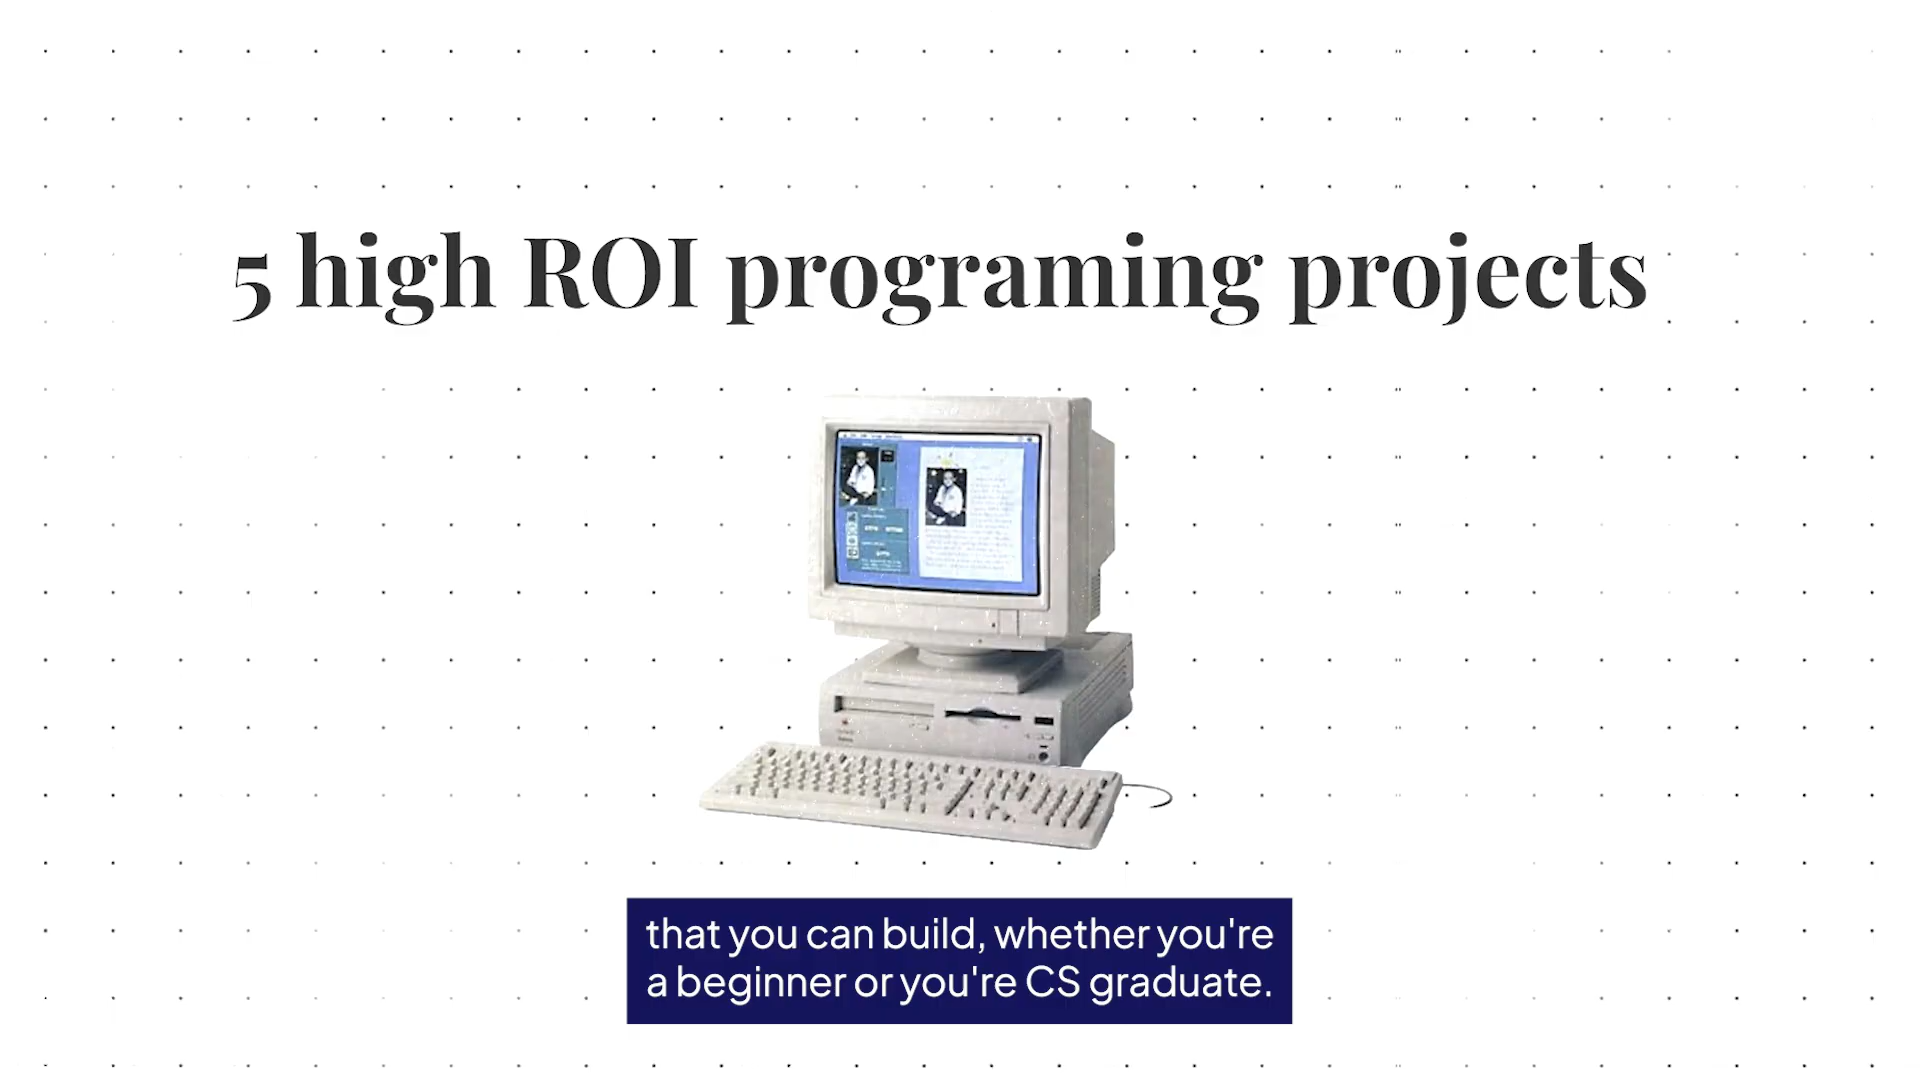 5 high ROI programing projects
that you can build, whether you're
a beginner or you're CS graduate.